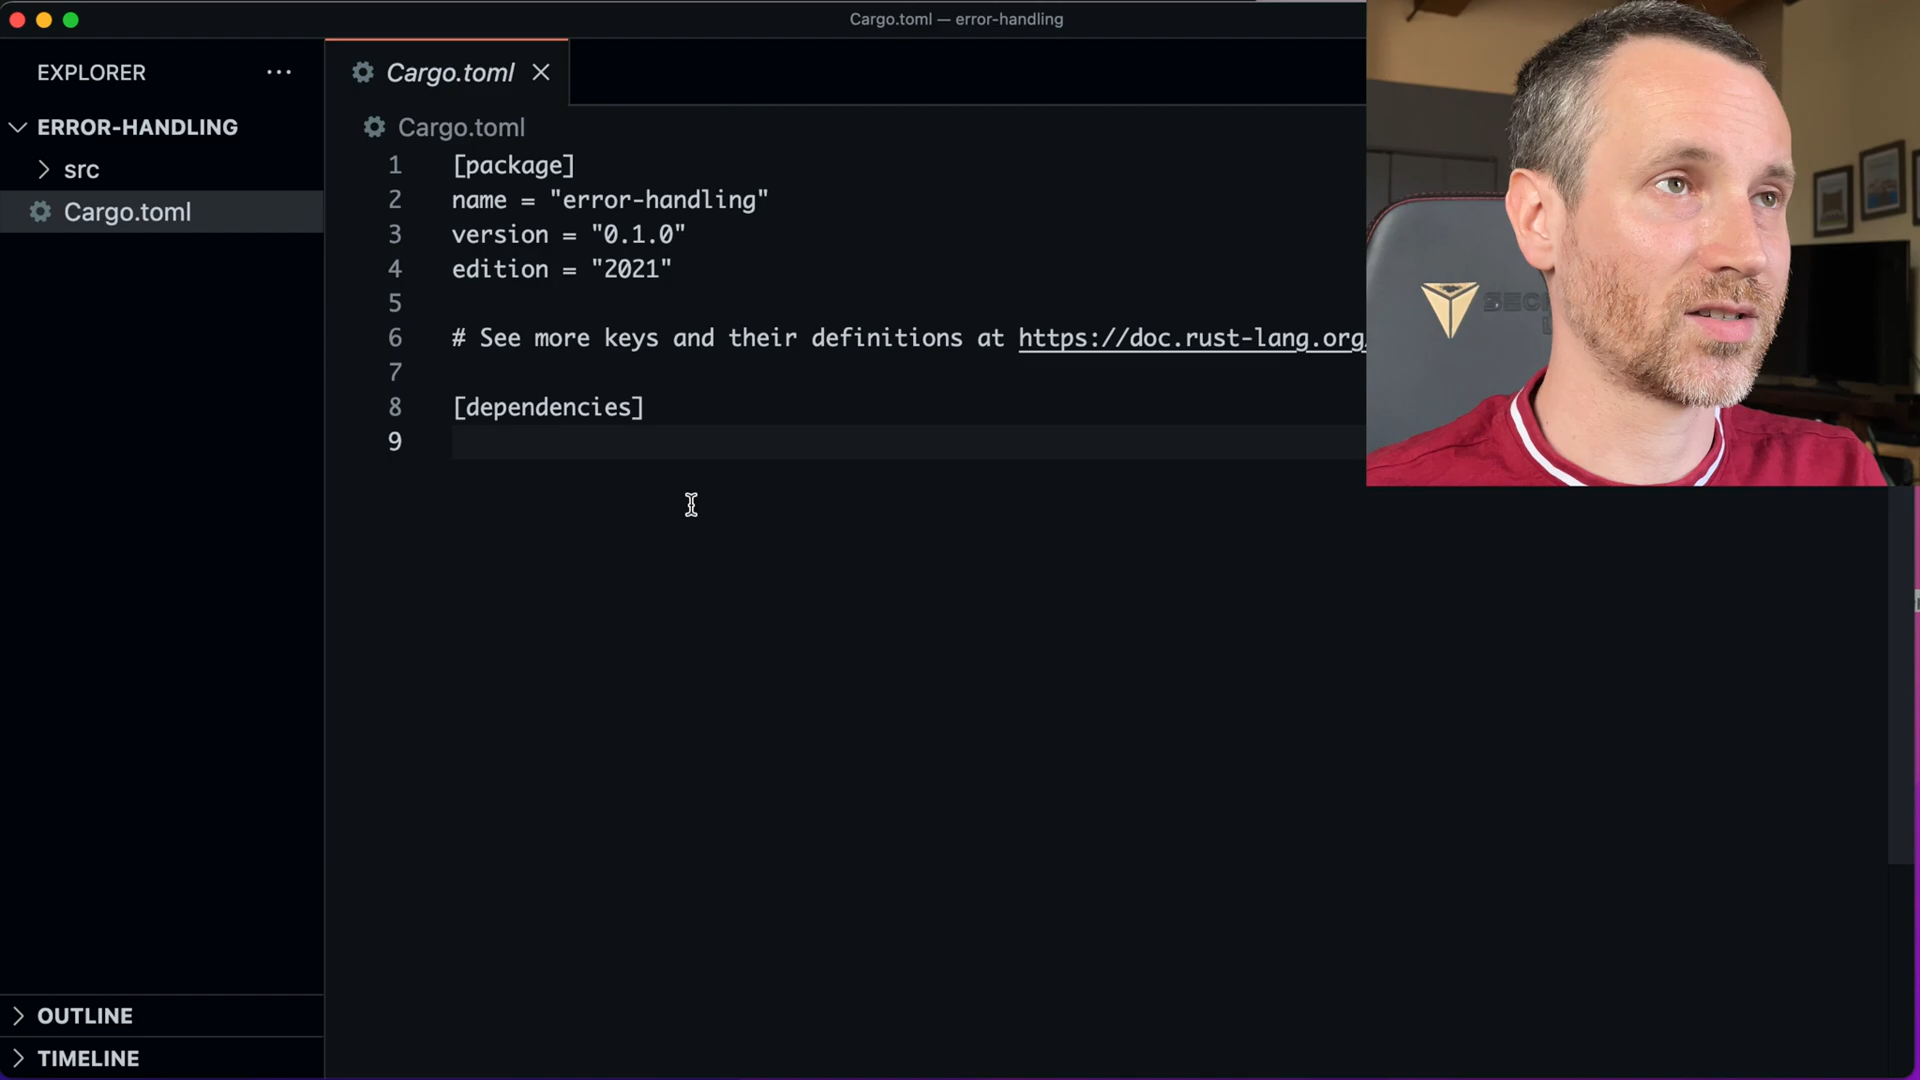 Cargo.toml — error-handling
EXPLORER
Cargo.toml
ERROR-HANDLING
src
Cargo.toml
Cargo.toml
1 [package]
2 name = "error-handling"
3 version = "0.1.0"
4 edition = "2021"
5
6 # See more keys and their definitions at https://doc.rust-lang.org
7
8 [dependencies]
9
OUTLINE
TIMELINE